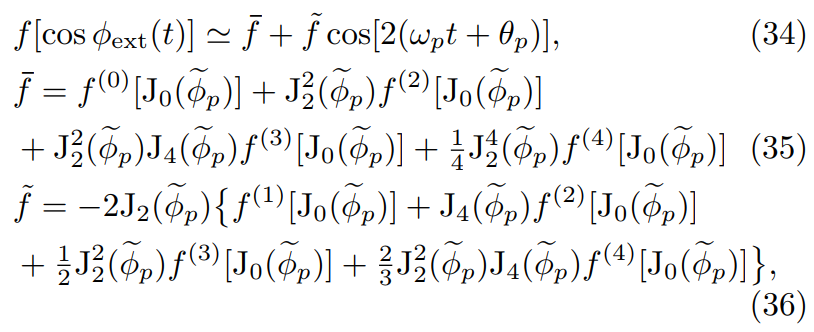 f[cos ϕ_ext(t)] ≃ f̄ + f̃ cos[2(ω_p t + θ_p)], (34)
f̄ = f^(0)[J_0(ϕ̃_p)] + J_2^2(ϕ̃_p) f^(2)[J_0(ϕ̃_p)]
+ J_2^2(ϕ̃_p)J_4(ϕ̃_p) f^(3)[J_0(ϕ̃_p)] + 1/4 J_2^4(ϕ̃_p) f^(4)[J_0(ϕ̃_p)] (35)
f̃ = −2J_2(ϕ̃_p){f^(1)[J_0(ϕ̃_p)] + J_4(ϕ̃_p) f^(2)[J_0(ϕ̃_p)]
+ 1/2 J_2^2(ϕ̃_p) f^(3)[J_0(ϕ̃_p)] + 2/3 J_2^2(ϕ̃_p)J_4(ϕ̃_p) f^(4)[J_0(ϕ̃_p)]},
(36)